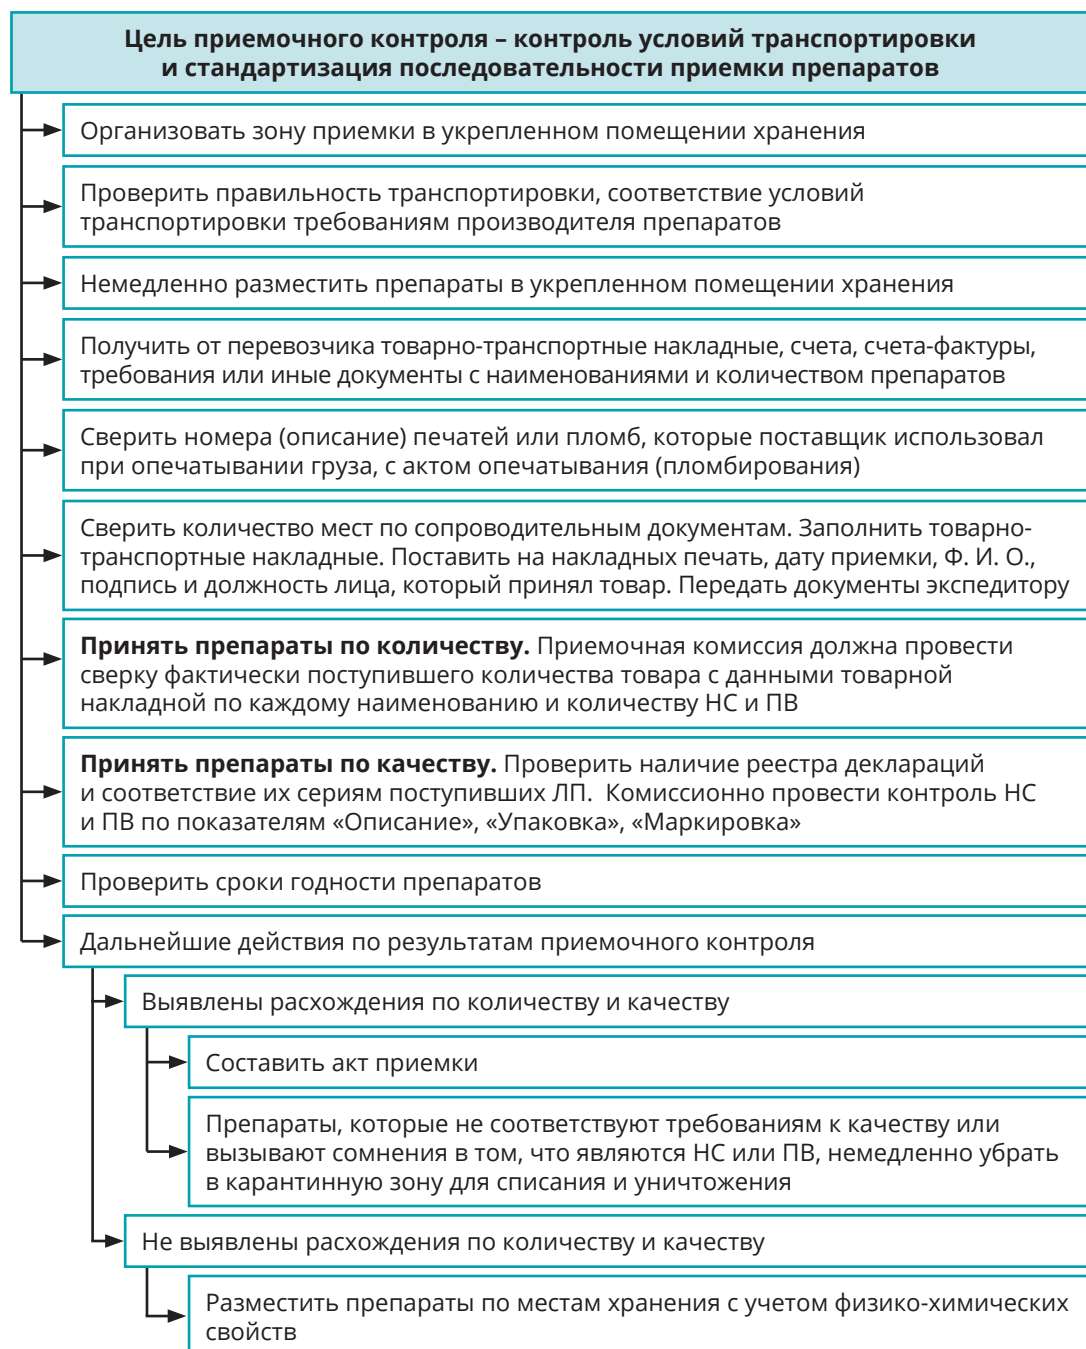 Цель приемочного контроля – контроль условий транспортировки
и стандартизация последовательности приемки препаратов
Организовать зону приемки в укрепленном помещении хранения
Проверить правильность транспортировки, соответствие условий
транспортировки требованиям производителя препаратов
Немедленно разместить препараты в укрепленном помещении хранения
Получить от перевозчика товарно-транспортные накладные, счета, счета-фактуры,
требования или иные документы с наименованиями и количеством препаратов
Сверить номера (описание) печатей или пломб, которые поставщик использовал
при опечатывании груза, с актом опечатывания (пломбирования)
Сверить количество мест по сопроводительным документам. Заполнить товарно-
транспортные накладные. Поставить на накладных печать, дату приемки, Ф. И. О.,
подпись и должность лица, который принял товар. Передать документы экспедитору
Принять препараты по количеству. Приемочная комиссия должна провести
сверку фактически поступившего количества товара с данными товарной
накладной по каждому наименованию и количеству НС и ПВ
Принять препараты по качеству. Проверить наличие реестра деклараций
и соответствие их сериям поступивших ЛП. Комиссионно провести контроль НС
и ПВ по показателям «Описание», «Упаковка», «Маркировка»
Проверить сроки годности препаратов
Дальнейшие действия по результатам приемочного контроля
Выявлены расхождения по количеству и качеству
Составить акт приемки
Препараты, которые не соответствуют требованиям к качеству или
вызывают сомнения в том, что являются НС или ПВ, немедленно убрать
в карантинную зону для списания и уничтожения
Не выявлены расхождения по количеству и качеству
Разместить препараты по местам хранения с учетом физико-химических
свойств